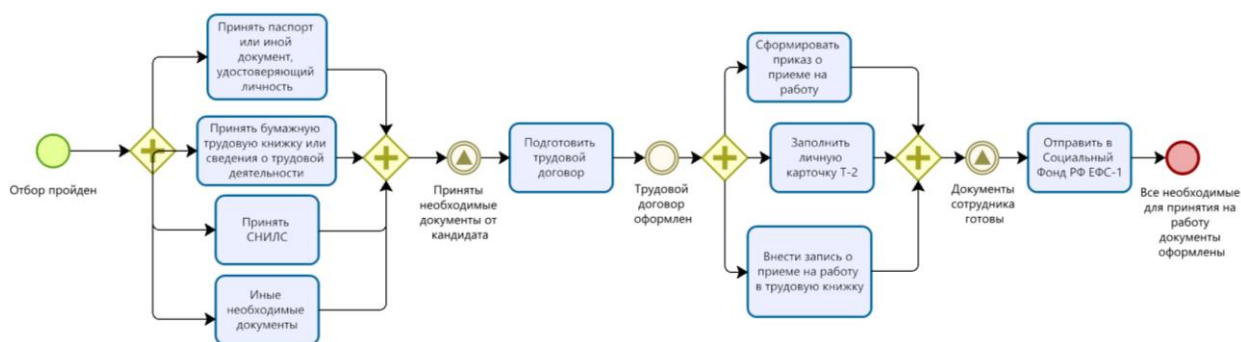 Отбор пройден
Принять паспорт
или иной
документ,
удостоверяющий
личность
Принять бумажную
трудовую книжку или
сведения о трудовой
деятельности
Принять
СНИЛС
Иные
необходимые
документы
Приняты
необходимые
документы от
кандидата
Подготовить
трудовой
договор
Трудовой
договор
оформлен
Сформировать
приказ о
приеме на
работу
Заполнить
личную
карточку Т-2
Внести запись о
приеме на работу
в трудовую книжку
Документы
сотрудника
готовы
Отправить в
Социальный
Фонд РФ ЕФС-1
Все необходимые
для принятия на
работу
документы
оформлены